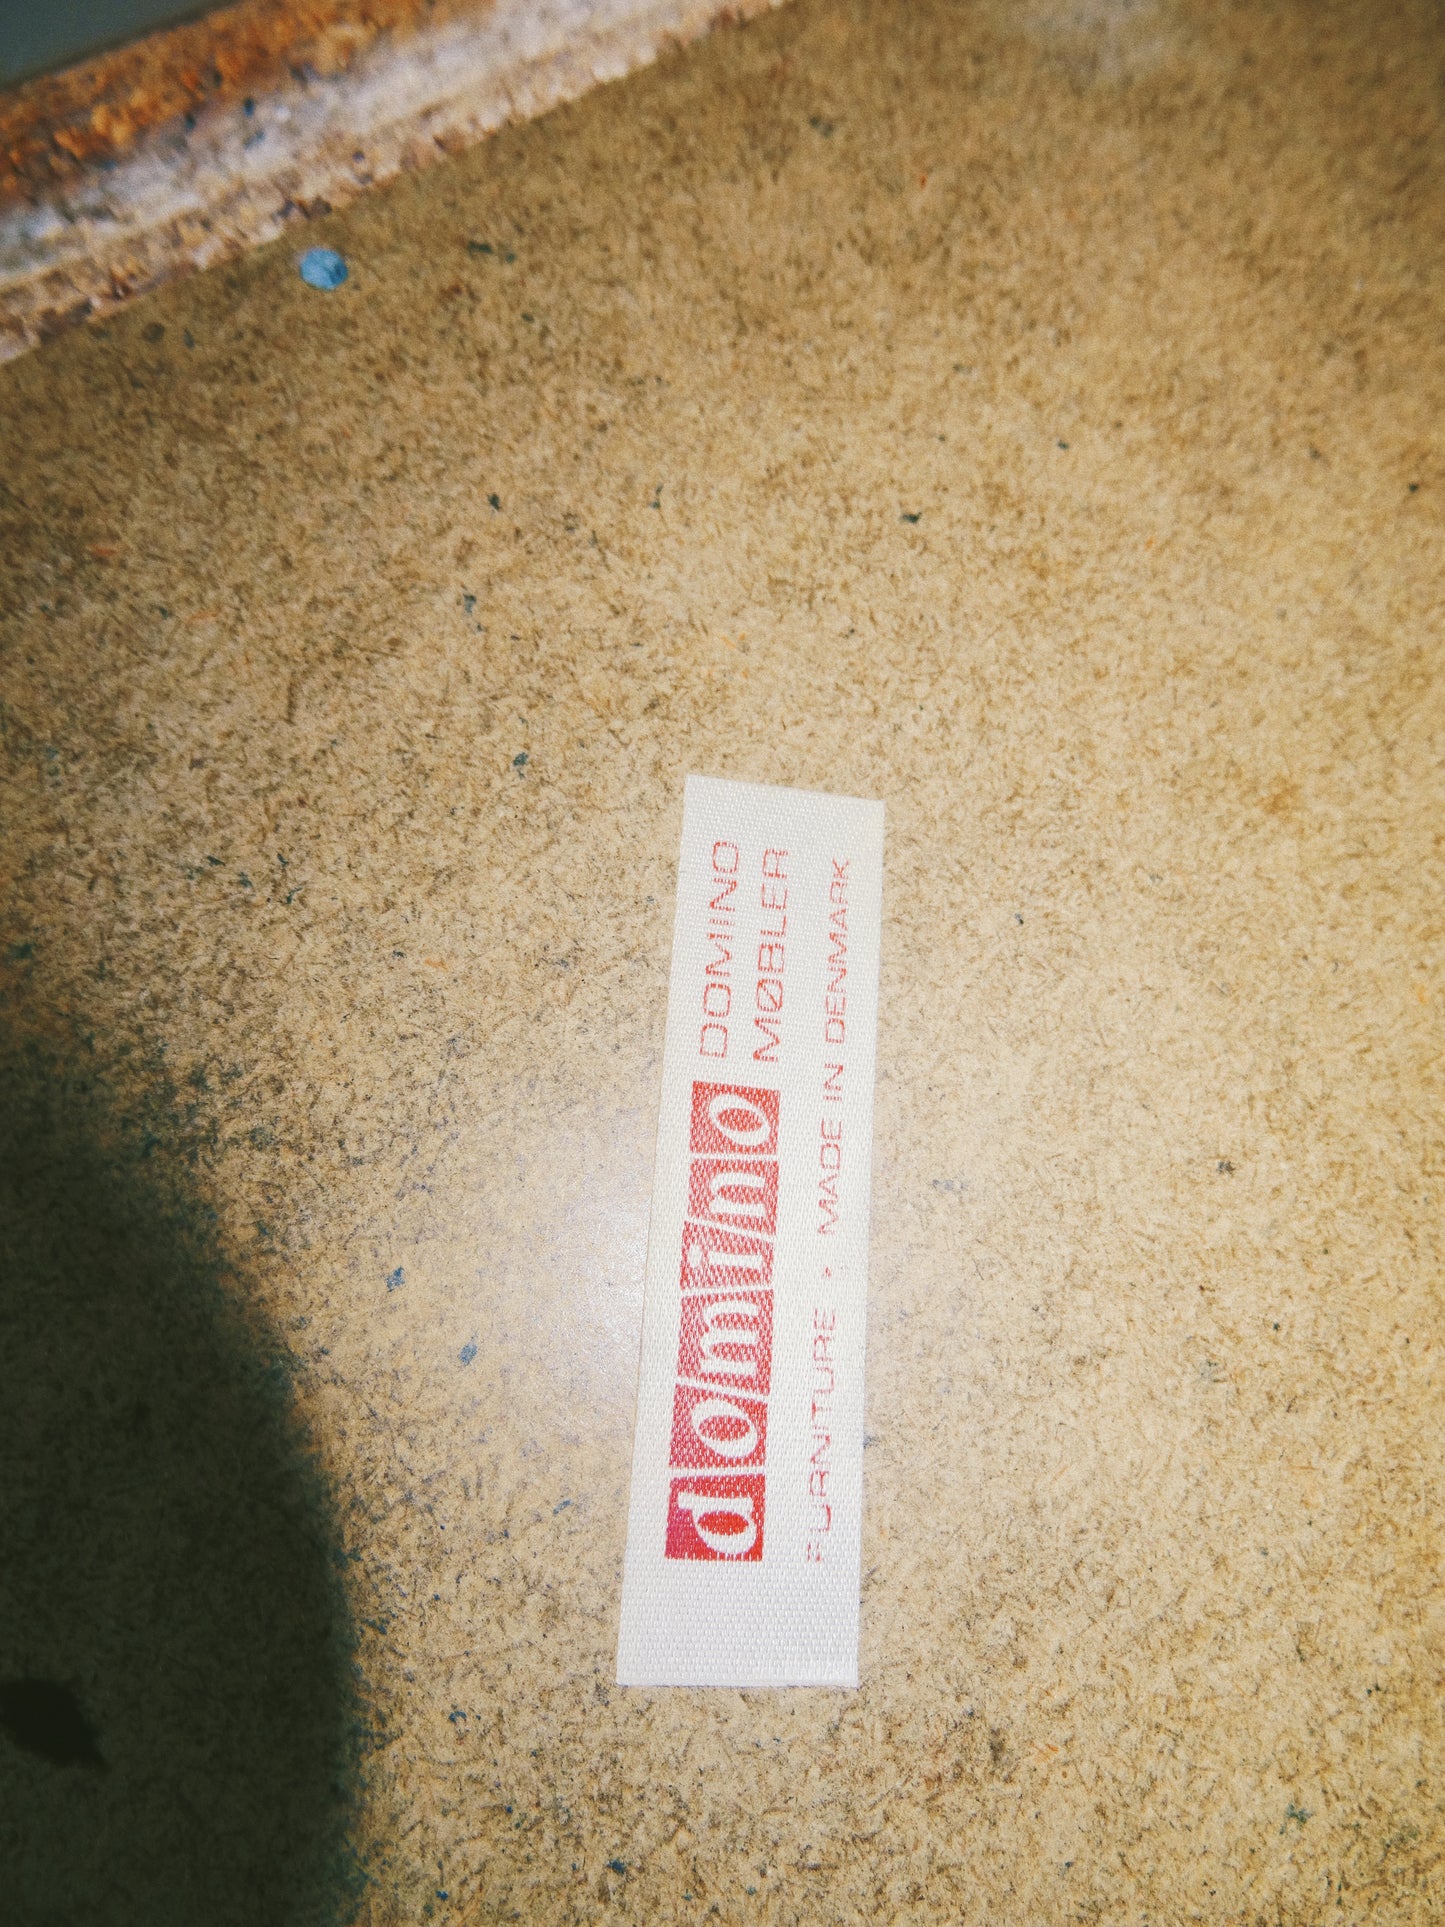 domino
DOMINO
MØBLER
FURNITURE > MADE IN DENMARK